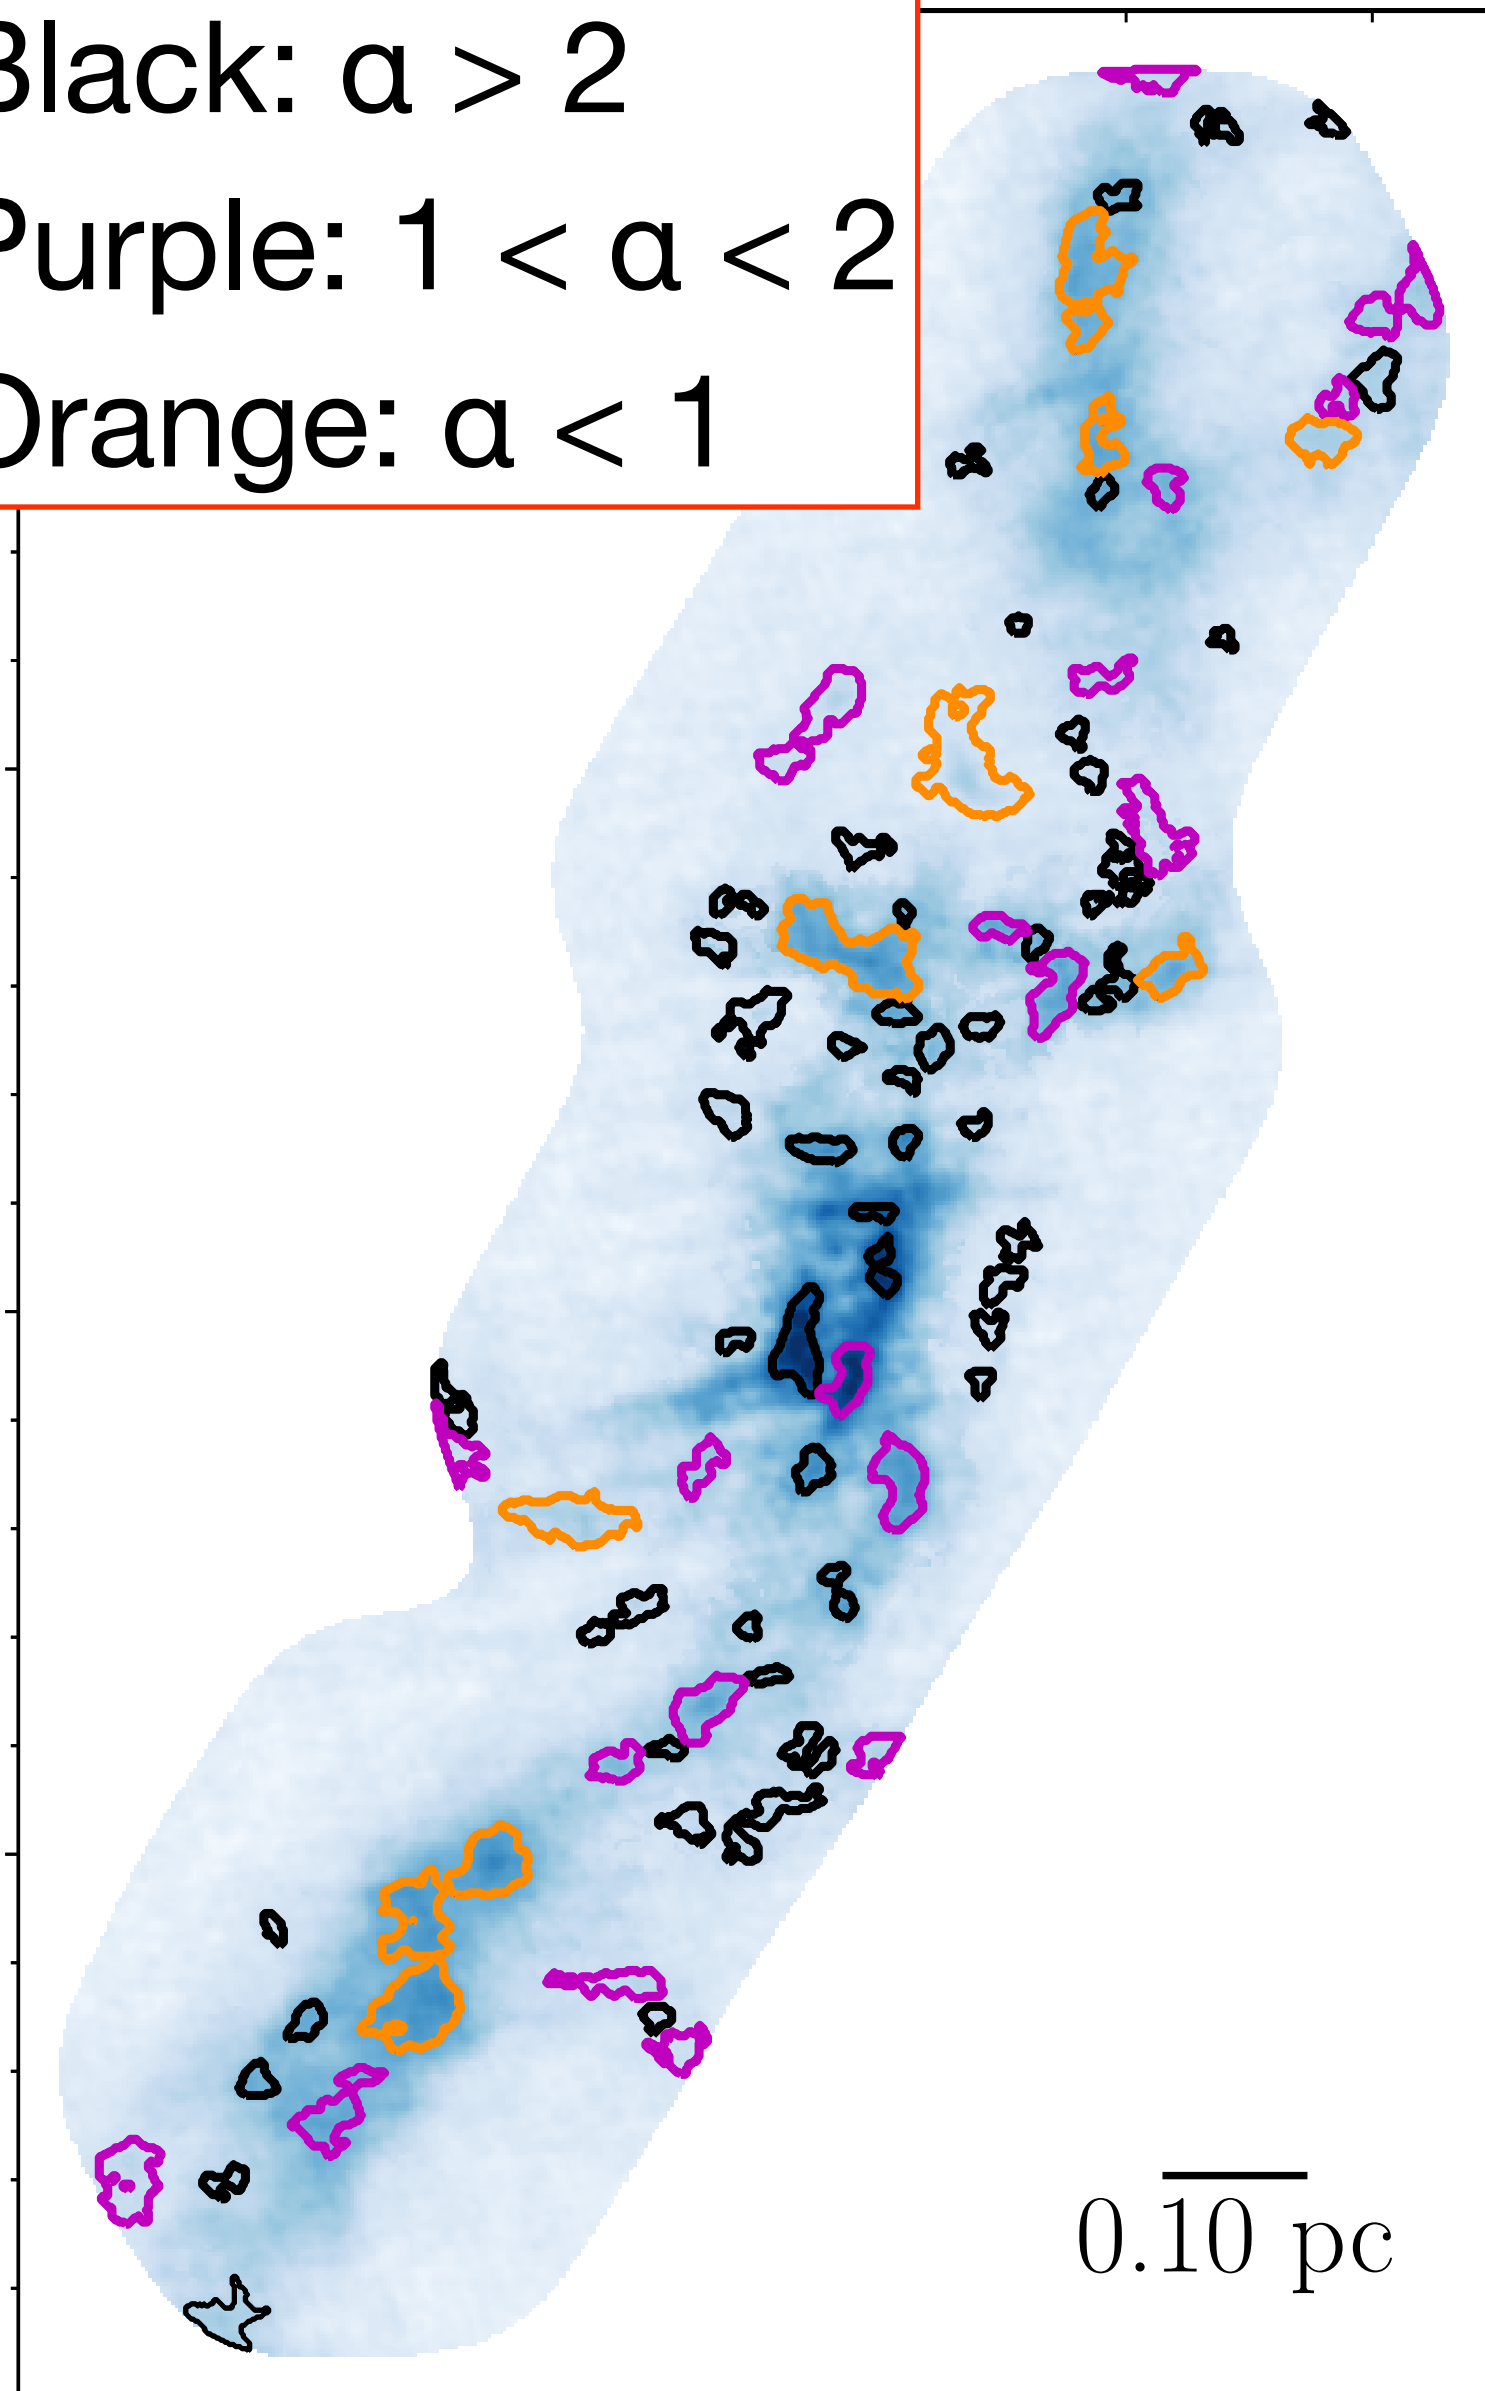 Black: α > 2
Purple: 1 < α < 2
Orange: α < 1
0.10 pc